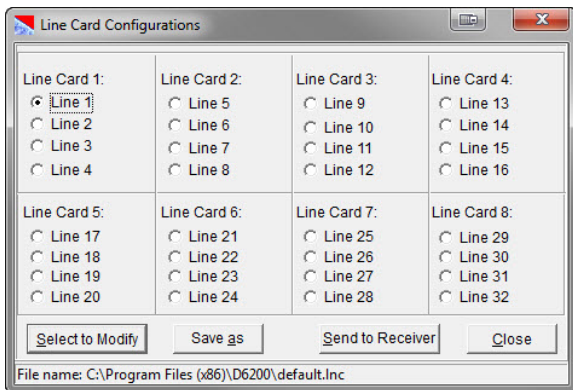 Line Card Configurations
Line Card 1:
Line 1
Line 2
Line 3
Line 4
Line Card 2:
Line 5
Line 6
Line 7
Line 8
Line Card 3:
Line 9
Line 10
Line 11
Line 12
Line Card 4:
Line 13
Line 14
Line 15
Line 16
Line Card 5:
Line 17
Line 18
Line 19
Line 20
Line Card 6:
Line 21
Line 22
Line 23
Line 24
Line Card 7:
Line 25
Line 26
Line 27
Line 28
Line Card 8:
Line 29
Line 30
Line 31
Line 32
Select to Modify
Save as
Send to Receiver
Close
File name: C:\Program Files (x86)\D6200\default.lnc